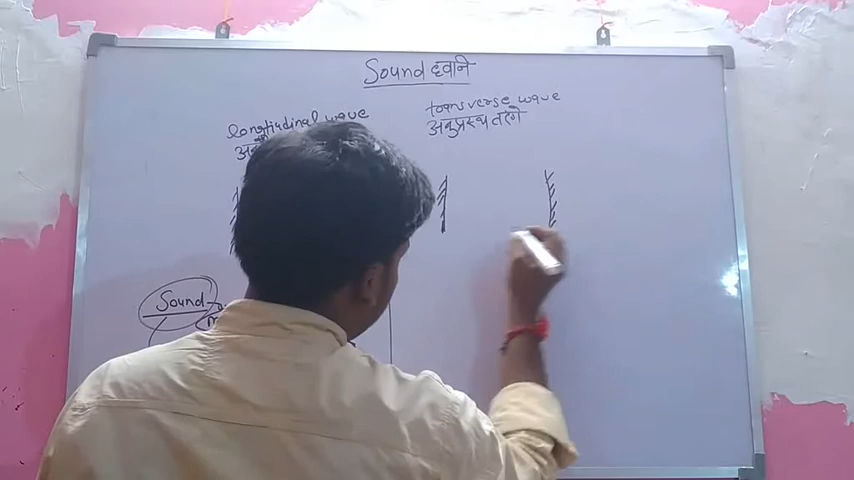 Sound ध्वनि
longitudinal wave
transverse wave
अनुप्रस्थ तरंगे
Sound